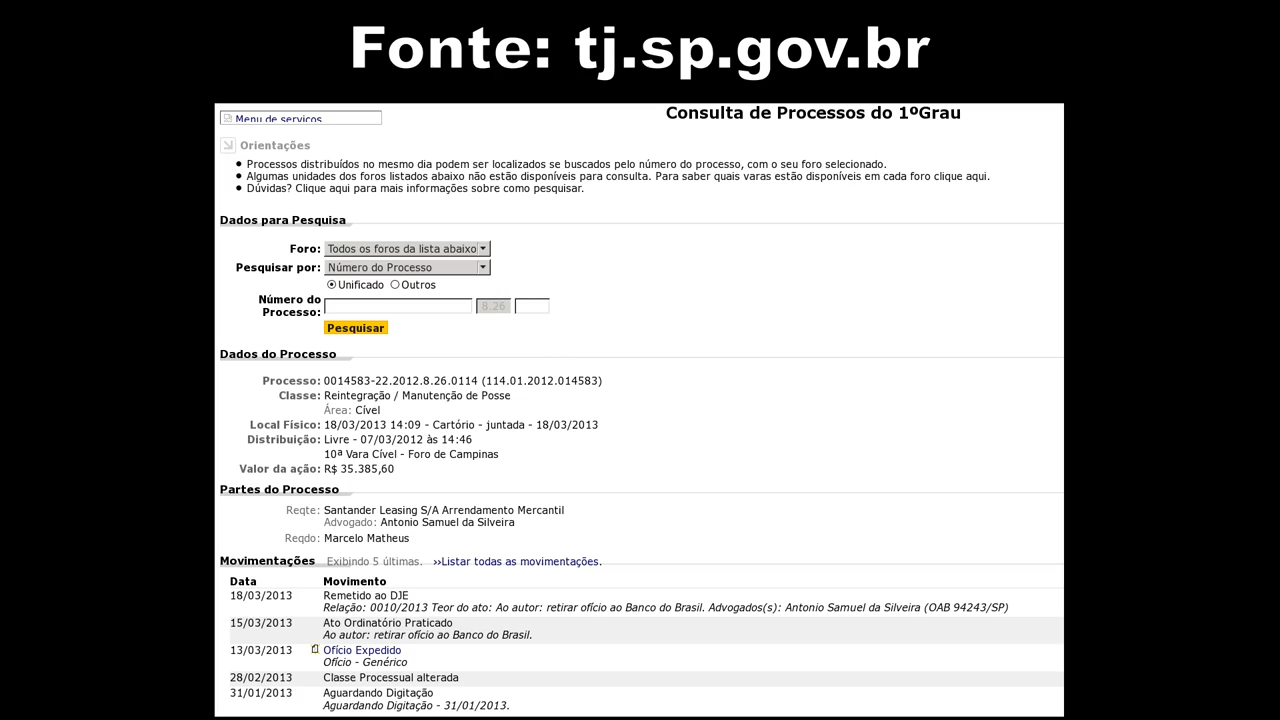 Fonte: tj.sp.gov.br
Menu de serviços
Consulta de Processos do 1ºGrau
Orientações
• Processos distribuídos no mesmo dia podem ser localizados se buscados pelo número do processo, com o seu foro selecionado.
• Algumas unidades dos foros listados abaixo não estão disponíveis para consulta. Para saber quais varas estão disponíveis em cada foro clique aqui.
• Dúvidas? Clique aqui para mais informações sobre como pesquisar.
Dados para Pesquisa
Foro: Todos os foros da lista abaixo
Pesquisar por: Número do Processo
Unificado Outros
Número do
Processo: 8.26
Pesquisar
Dados do Processo
Processo: 0014583-22.2012.8.26.0114 (114.01.2012.014583)
Classe: Reintegração / Manutenção de Posse
Área: Cível
Local Físico: 18/03/2013 14:09 - Cartório - juntada - 18/03/2013
Distribuição: Livre - 07/03/2012 às 14:46
10ª Vara Cível - Foro de Campinas
Valor da ação: R$ 35.385,60
Partes do Processo
Reqte: Santander Leasing S/A Arrendamento Mercantil
Advogado: Antonio Samuel da Silveira
Reqdo: Marcelo Matheus
Movimentações Exibindo 5 últimas. ››Listar todas as movimentações.
Data Movimento
18/03/2013 Remetido ao DJE
Relação: 0010/2013 Teor do ato: Ao autor: retirar ofício ao Banco do Brasil. Advogados(s): Antonio Samuel da Silveira (OAB 94243/SP)
15/03/2013 Ato Ordinatório Praticado
Ao autor: retirar ofício ao Banco do Brasil.
13/03/2013 Ofício Expedido
Ofício - Genérico
28/02/2013 Classe Processual alterada
31/01/2013 Aguardando Digitação
Aguardando Digitação - 31/01/2013.